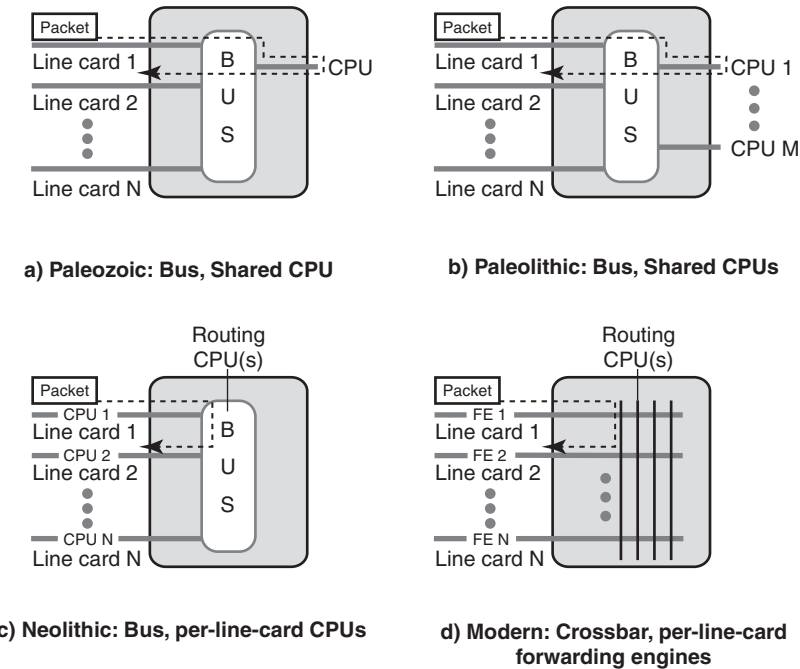 Packet
Line card 1
Line card 2
Line card N
B
U
S
CPU
a) Paleozoic: Bus, Shared CPU
Packet
Line card 1
Line card 2
Line card N
B
U
S
CPU 1
CPU M
b) Paleolithic: Bus, Shared CPUs
Routing
CPU(s)
Packet
CPU 1
Line card 1
CPU 2
Line card 2
CPU N
Line card N
B
U
S
c) Neolithic: Bus, per-line-card CPUs
Routing
CPU(s)
Packet
FE 1
Line card 1
FE 2
Line card 2
FE N
Line card N
d) Modern: Crossbar, per-line-card
forwarding engines